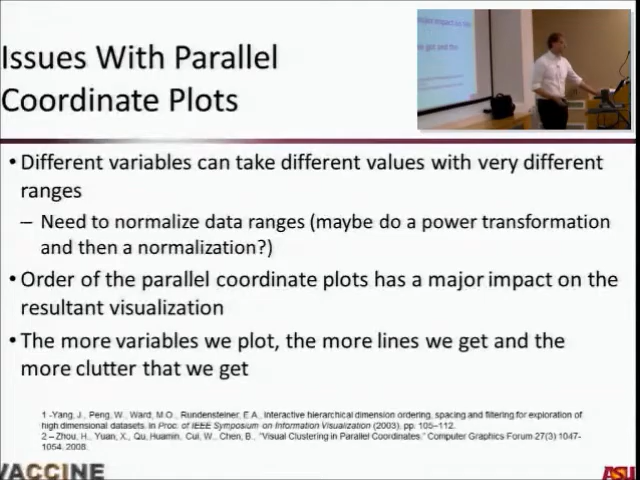 Issues With Parallel
Coordinate Plots
• Different variables can take different values with very different
ranges
– Need to normalize data ranges (maybe do a power transformation
and then a normalization?)
• Order of the parallel coordinate plots has a major impact on the
resultant visualization
• The more variables we plot, the more lines we get and the
more clutter that we get
1 -Yang, J., Peng, W., Ward, M.O., Rundensteiner, E.A., Interactive hierarchical dimension ordering, spacing and filtering for exploration of
high dimensional datasets. In Proc. of IEEE Symposium on Information Visualization (2003), pp. 105–112.
2 – Zhou, H., Yuan, X., Qu, Huamin, Cui, W., Chen, B., "Visual Clustering in Parallel Coordinates," Computer Graphics Forum 27(3) 1047-
1054, 2008.
VACCINE
ASU